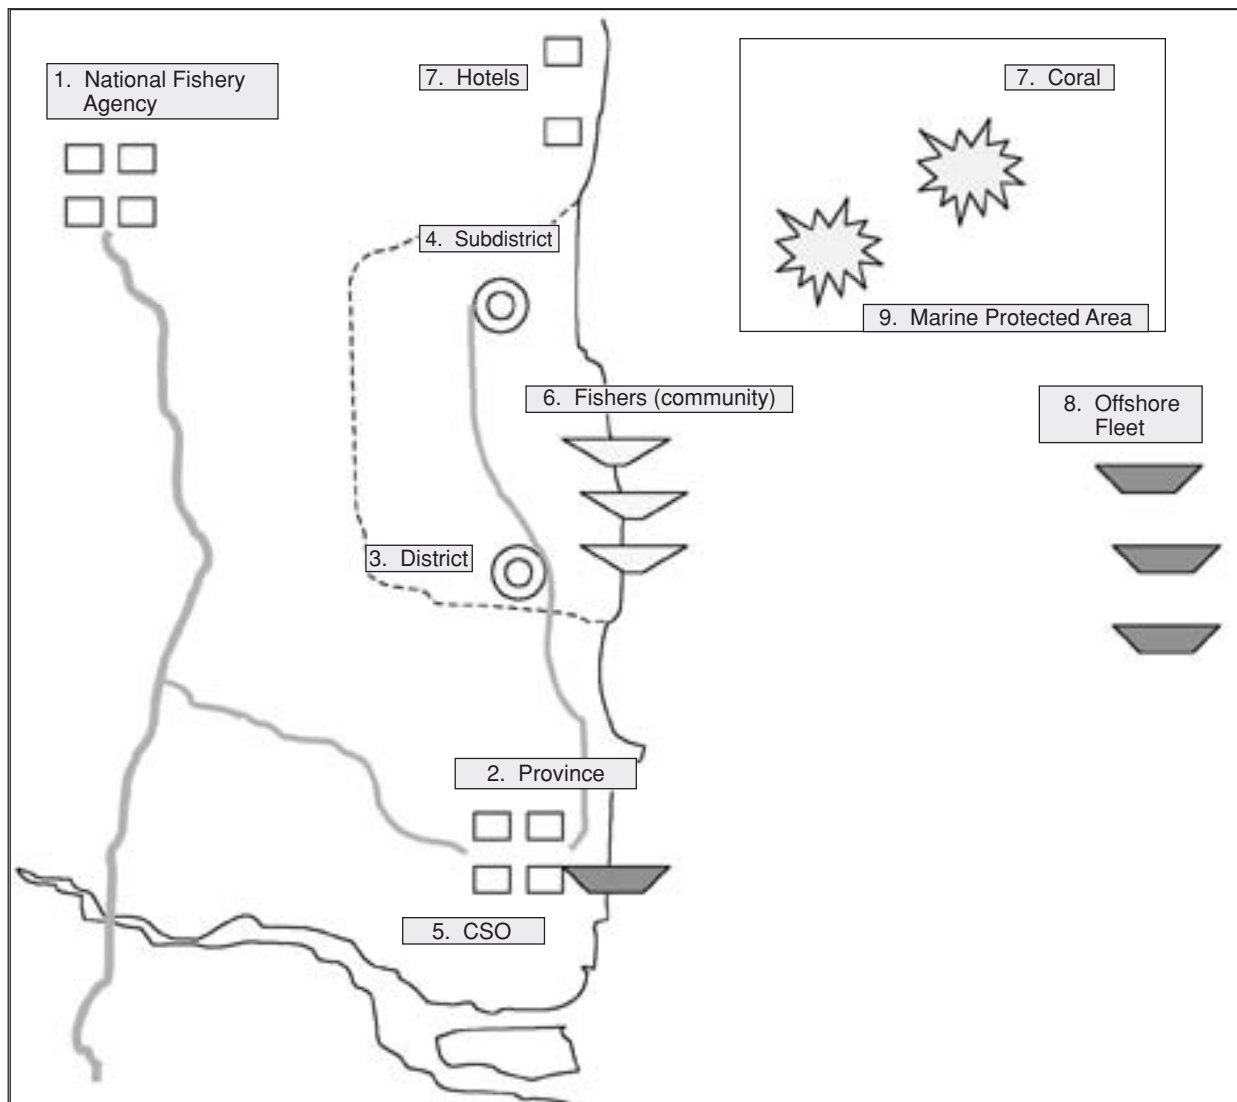 1. National Fishery
Agency
7. Hotels
7. Coral
4. Subdistrict
9. Marine Protected Area
6. Fishers (community)
8. Offshore
Fleet
3. District
2. Province
5. CSO